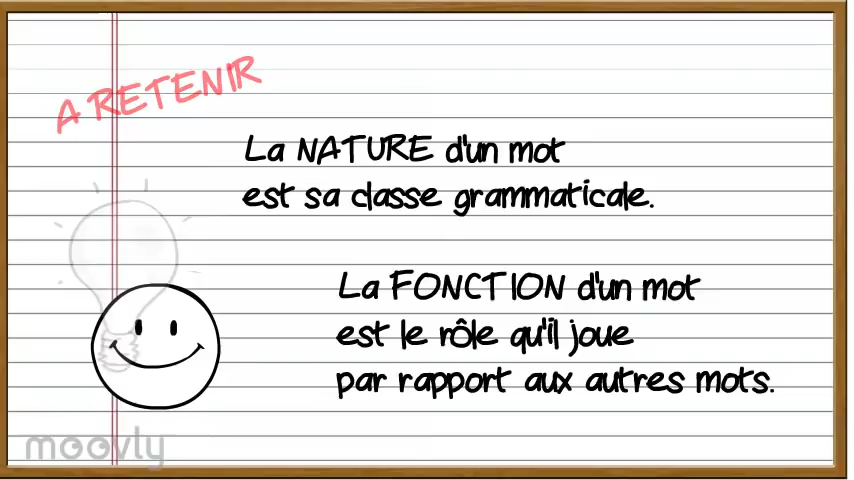 A RETENIR
La NATURE d'un mot
est sa classe grammaticale.
La FONCTION d'un mot
est le rôle qu'il joue
par rapport aux autres mots.
moovly